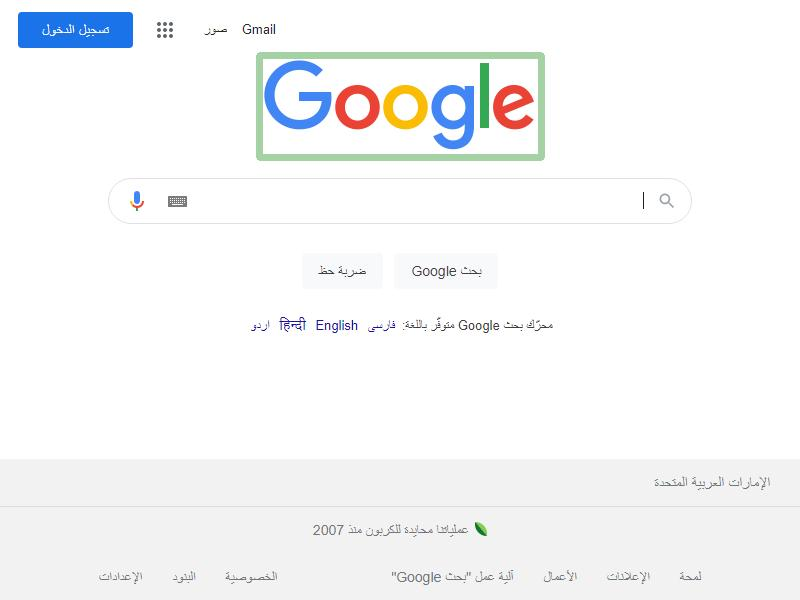 Gmail صور تسجيل الدخول
Google
بحث Google ضربة حظ
محرّك بحث Google متوفّر باللغة: فارسی English हिन्दी اردو
الإمارات العربية المتحدة
عملياتنا محايدة للكربون منذ 2007
لمحة الإعلانات الأعمال آلية عمل "بحث Google" الخصوصية البنود الإعدادات